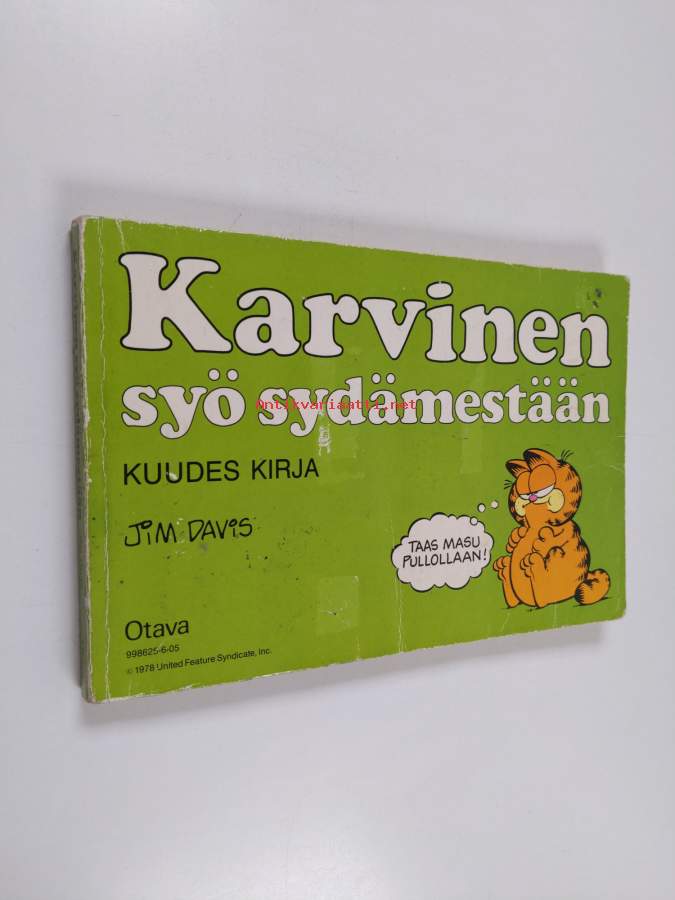 Karvinen
syö sydämestään
Antikvariaatti.net
KUUDES KIRJA
JIM DAVIS
TAAS MASU
PULLOLLAAN!
Otava
998625-6-05
© 1978 United Feature Syndicate, Inc.